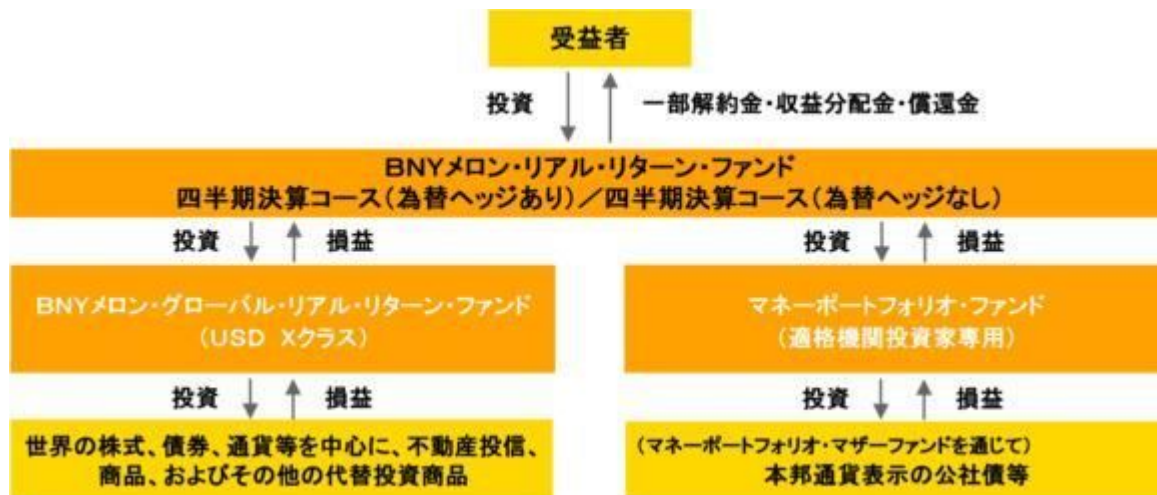 受益者
投資
一部解約金・収益分配金・償還金
BNYメロン・リアル・リターン・ファンド
四半期決算コース(為替ヘッジあり)／四半期決算コース(為替ヘッジなし)
投資
損益
投資
損益
BNYメロン・グローバル・リアル・リターン・ファンド
(USD Xクラス)
マネーポートフォリオ・ファンド
(適格機関投資家専用)
投資
損益
投資
損益
世界の株式、債券、通貨等を中心に、不動産投信、
商品、およびその他の代替投資商品
(マネーポートフォリオ・マザーファンドを通じて)
本邦通貨表示の公社債等